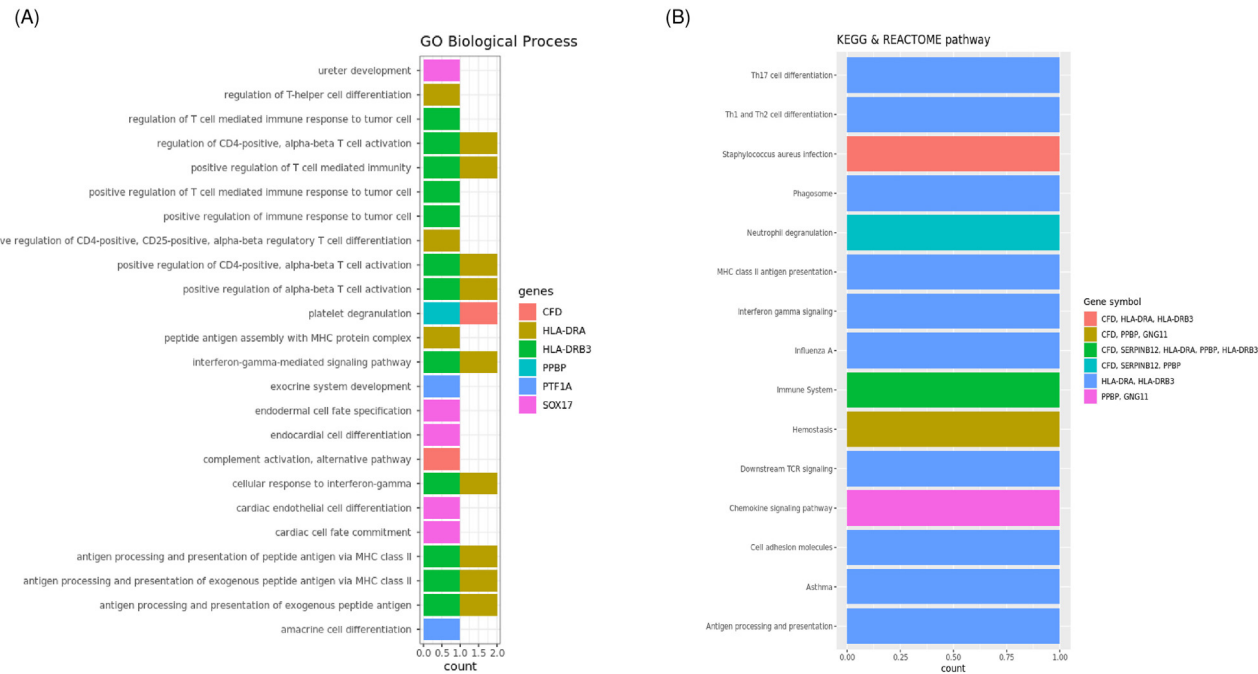 (A)
GO Biological Process
ureter development
regulation of T-helper cell differentiation
regulation of T cell mediated immune response to tumor cell
regulation of CD4-positive, alpha-beta T cell activation
positive regulation of T cell mediated immunity
positive regulation of T cell mediated immune response to tumor cell
positive regulation of immune response to tumor cell
ve regulation of CD4-positive, CD25-positive, alpha-beta regulatory T cell differentiation
positive regulation of CD4-positive, alpha-beta T cell activation
positive regulation of alpha-beta T cell activation
platelet degranulation
peptide antigen assembly with MHC protein complex
interferon-gamma-mediated signaling pathway
exocrine system development
endodermal cell fate specification
endocardial cell differentiation
complement activation, alternative pathway
cellular response to interferon-gamma
cardiac endothelial cell differentiation
cardiac cell fate commitment
antigen processing and presentation of peptide antigen via MHC class II
antigen processing and presentation of exogenous peptide antigen via MHC class II
antigen processing and presentation of exogenous peptide antigen
amacrine cell differentiation
0.0 0.5 1.0 1.5 2.0
count
genes
CFD
HLA-DRA
HLA-DRB3
PPBP
PTF1A
SOX17
(B)
KEGG & REACTOME pathway
Th17 cell differentiation
Th1 and Th2 cell differentiation
Staphylococcus aureus infection
Phagosome
Neutrophil degranulation
MHC class II antigen presentation
Interferon gamma signaling
Influenza A
Immune System
Hemostasis
Downstream TCR signaling
Chemokine signaling pathway
Cell adhesion molecules
Asthma
Antigen processing and presentation
0.00 0.25 0.50 0.75 1.00
count
Gene symbol
CFD, HLA-DRA, HLA-DRB3
CFD, PPBP, GNG11
CFD, SERPINB12, HLA-DRA, PPBP, HLA-DRB3
CFD, SERPINB12, PPBP
HLA-DRA, HLA-DRB3
PPBP, GNG11